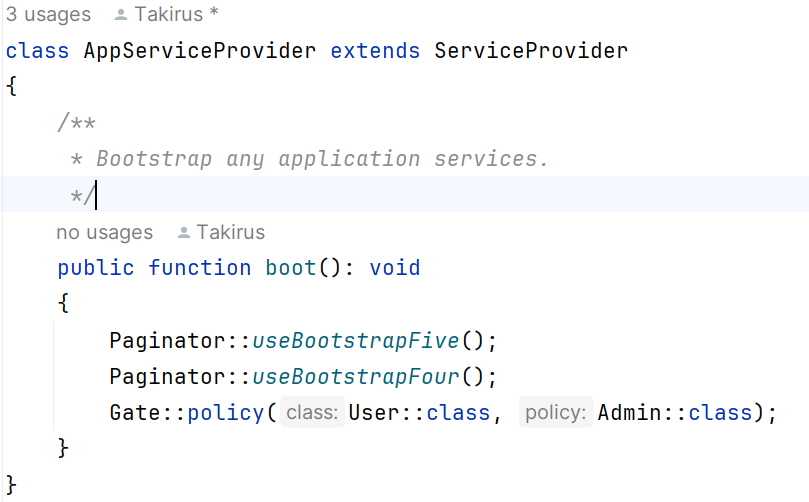 3 usages Takirus *
class AppServiceProvider extends ServiceProvider
{
/**
* Bootstrap any application services.
*/
no usages Takirus
public function boot(): void
{
Paginator::useBootstrapFive();
Paginator::useBootstrapFour();
Gate::policy( class: User::class, policy: Admin::class);
}
}